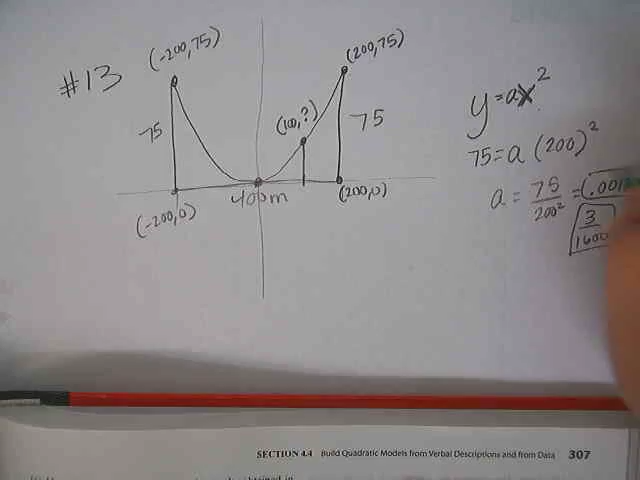 #13
(-200,75)
(200,75)
75
(100,?)
75
(-200,0)
400m
(200,0)
y=ax²
75=a(200)²
a = 75/200² = (.001
3/1600
SECTION 4.4 Build Quadratic Models from Verbal Descriptions and from Data 307